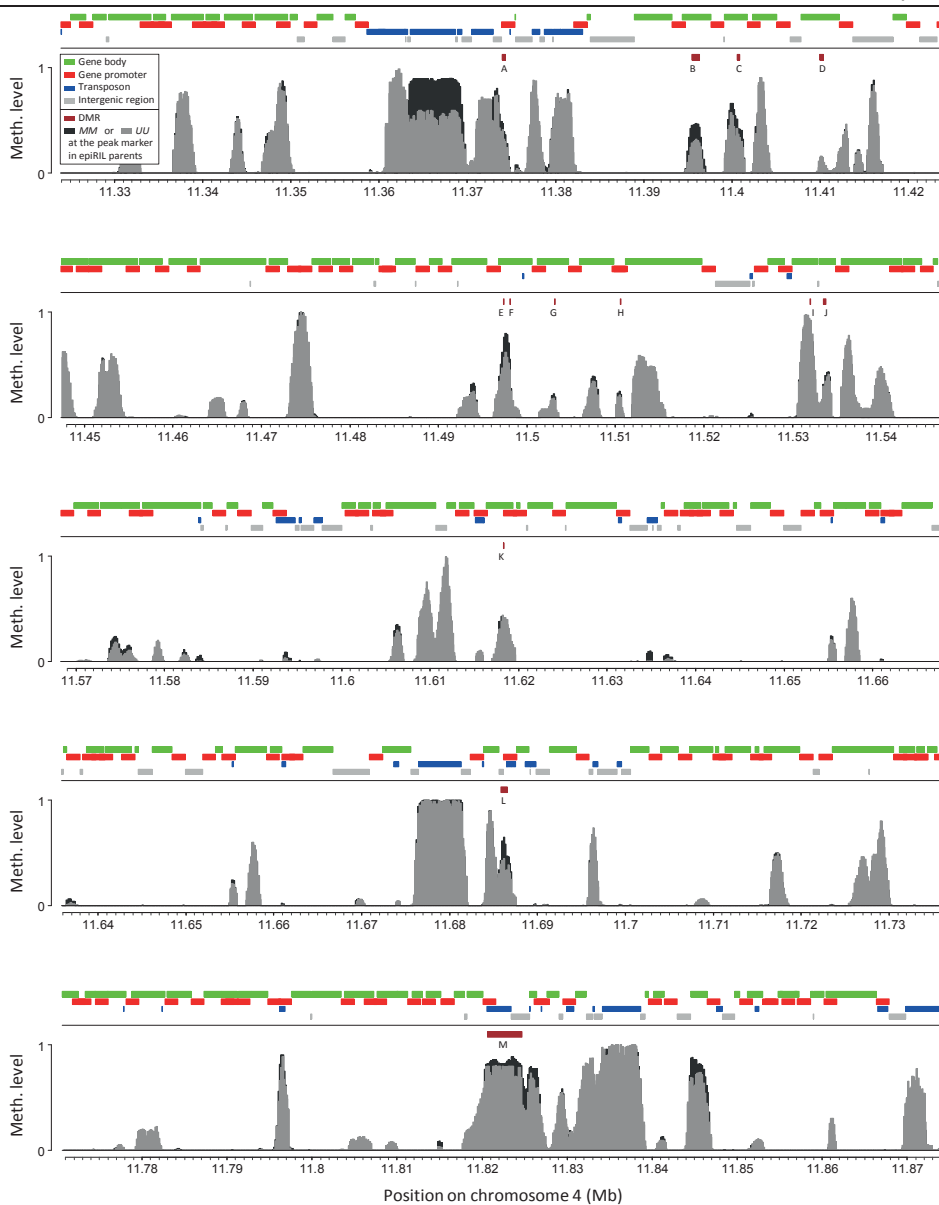 1
Meth. level
0
Gene body
Gene promoter
Transposon
Intergenic region
DMR
MM or UU
at the peak marker
in epiRIL parents
A
B
C
D
11.33 11.34 11.35 11.36 11.37 11.38 11.39 11.4 11.41 11.42
1
Meth. level
0
E F G H I J
11.45 11.46 11.47 11.48 11.49 11.5 11.51 11.52 11.53 11.54
1
Meth. level
0
K
11.57 11.58 11.59 11.6 11.61 11.62 11.63 11.64 11.65 11.66
1
Meth. level
0
L
11.64 11.65 11.66 11.67 11.68 11.69 11.7 11.71 11.72 11.73
1
Meth. level
0
M
11.78 11.79 11.8 11.81 11.82 11.83 11.84 11.85 11.86 11.87
Position on chromosome 4 (Mb)